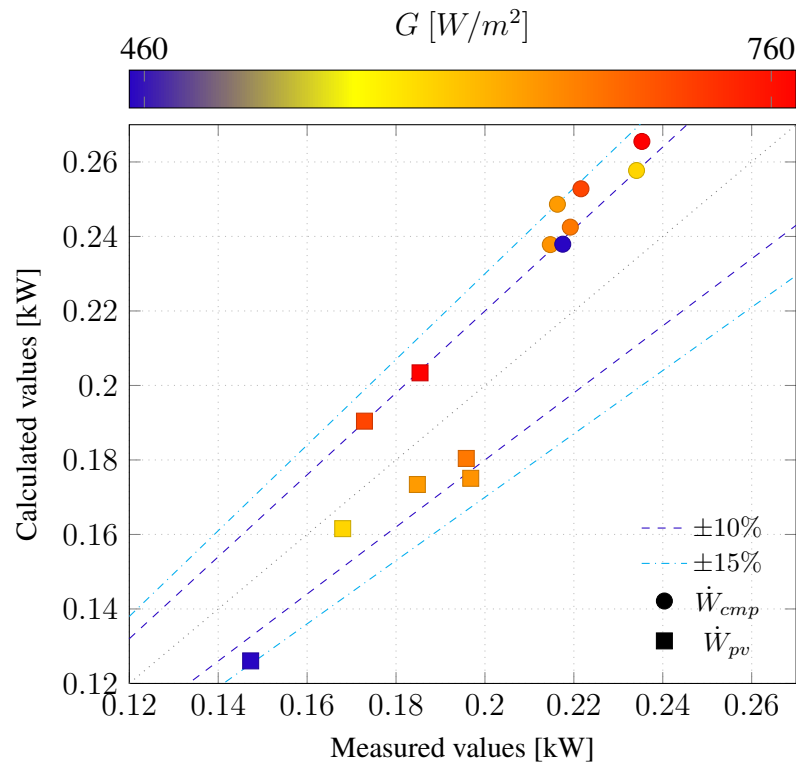 G [W/m²]
460 760
0.26
0.24
0.22
0.2
0.18
0.16
0.14
0.12
Calculated values [kW]
±10%
±15%
Ẇcmp
Ẇpv
0.12 0.14 0.16 0.18 0.2 0.22 0.24 0.26
Measured values [kW]